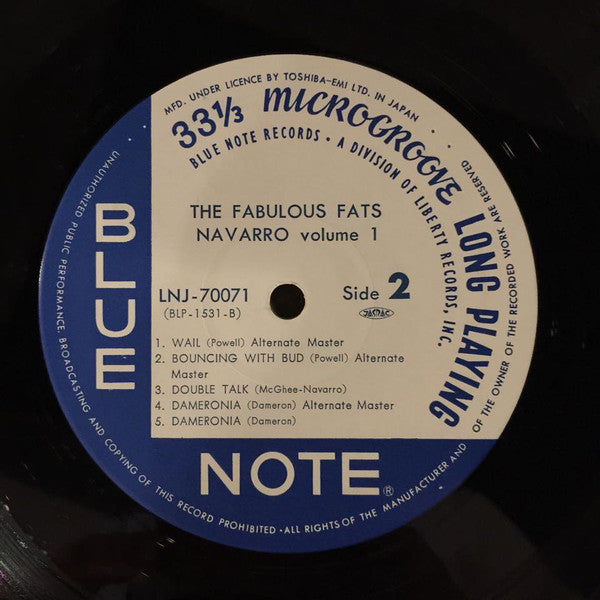 MFD. UNDER LICENCE BY TOSHIBA-EMI LTD. IN JAPAN
33 1/3 MICROGROOVE LONG PLAYING
BLUE NOTE RECORDS • A DIVISION OF LIBERTY RECORDS, INC.
THE FABULOUS FATS
NAVARRO volume 1
LNJ-70071 Side 2
(BLP-1531-B) JASRAC
1. WAIL (Powell) Alternate Master
2. BOUNCING WITH BUD (Powell) Alternate
Master
3. DOUBLE TALK (McGhee-Navarro)
4. DAMERONIA (Dameron) Alternate Master
5. DAMERONIA (Dameron)
BLUE
NOTE®
UNAUTHORIZED PUBLIC PERFORMANCE, BROADCASTING AND COPYING OF THIS RECORD PROHIBITED • ALL RIGHTS OF THE MANUFACTURER AND OF THE OWNER OF THE RECORDED WORK ARE RESERVED